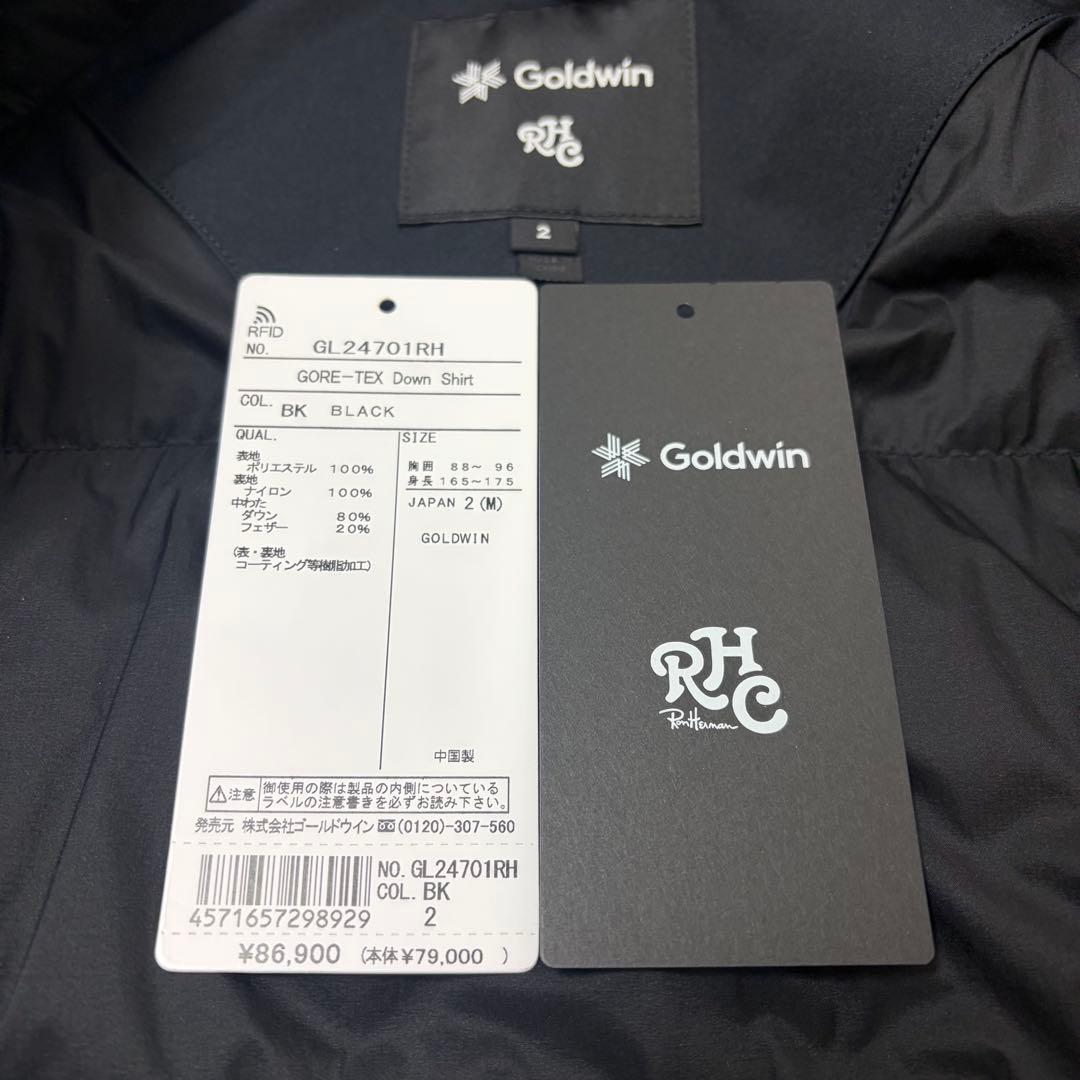 Goldwin
RHC
2
RFID
NO. GL24701RH
GORE-TEX Down Shirt
COL. BK BLACK
QUAL.
表地
ポリエステル 100%
裏地
ナイロン 100%
中わた
ダウン 80%
フェザー 20%
(表・裏地
コーティング等樹脂加工)
SIZE
胸囲 88～ 96
身長 165～175
JAPAN 2 (M)
GOLDWIN
中国製
注意 御使用の際は製品の内側についている
ラベルの注意書きを必ずお読み下さい。
発売元 株式会社ゴールドウイン (0120)-307-560
NO. GL24701RH
COL. BK
2
4571657298929
¥86,900 (本体¥79,000 )
Goldwin
RHC
Ron Herman